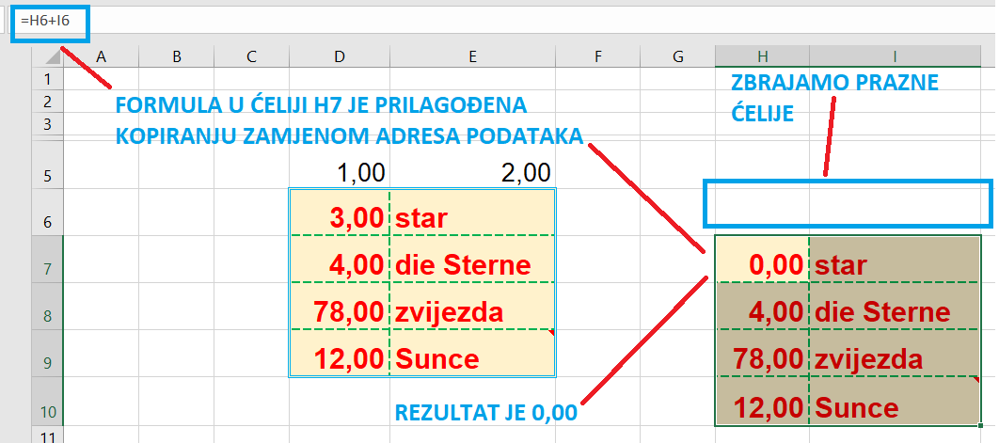 =H6+I6
A B C D E F G H I
1
ZBRAJAMO PRAZNE
ĆELIJE
2
FORMULA U ĆELIJI H7 JE PRILAGOĐENA
KOPIRANJU ZAMJENOM ADRESA PODATAKA
3
5 1,00 2,00
6 3,00 star
7 4,00 die Sterne 0,00 star
8 78,00 zvijezda 4,00 die Sterne
9 12,00 Sunce 78,00 zvijezda
10 REZULTAT JE 0,00 12,00 Sunce
11